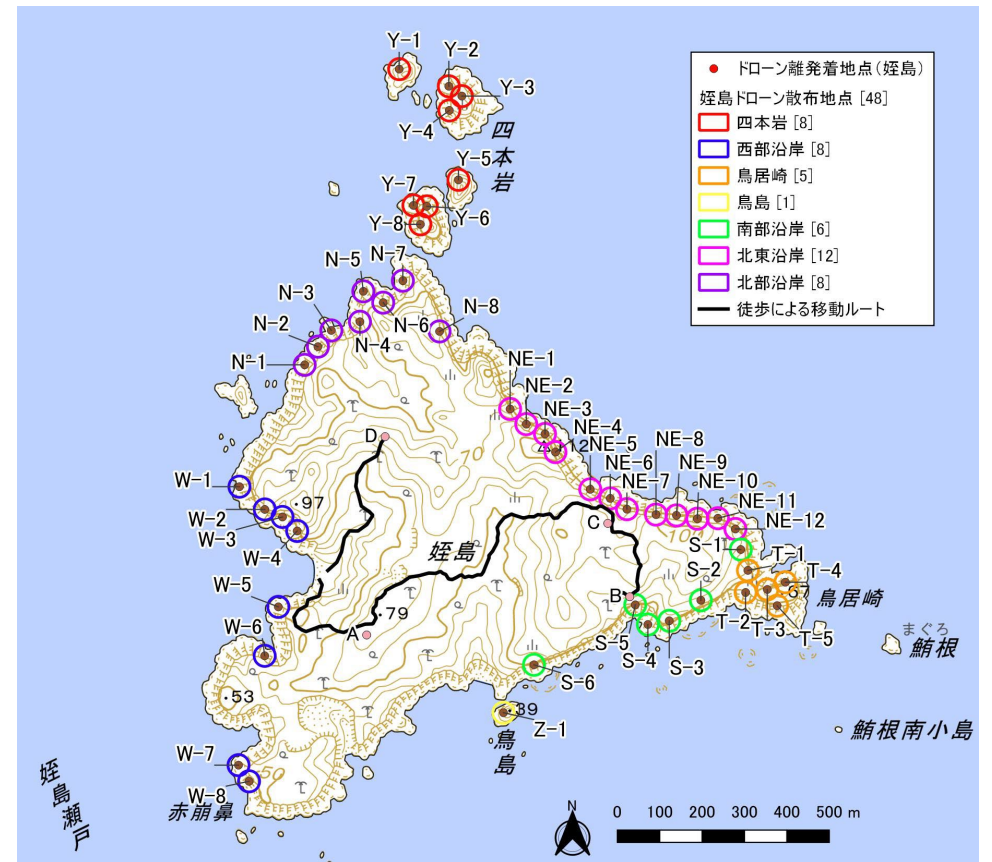 Y-1
Y-2
Y-3
Y-4
四本岩
Y-5
Y-7
Y-6
Y-8
N-7
N-5
N-3
N-6
N-8
N-2
N-4
N-1
NE-1
NE-2
NE-3
NE-4
112
NE-5
NE-6
NE-7
NE-8
NE-9
NE-10
NE-11
NE-12
70
100
D
W-1
97
W-2
W-3
W-4
姪島
C
S-1
S-2
T-1
T-4
57
鳥居崎
T-2
T-3
T-5
W-5
79
A
B
S-5
S-4
S-3
W-6
S-6
まぐろ
鮪根
53
39
Z-1
鳥島
鮪根南小島
W-7
50
W-8
赤崩鼻
姪島瀬戸
ドローン離発着地点(姪島)
姪島ドローン散布地点 [48]
四本岩 [8]
西部沿岸 [8]
鳥居崎 [5]
鳥島 [1]
南部沿岸 [6]
北東沿岸 [12]
北部沿岸 [8]
徒歩による移動ルート
N
0 100 200 300 400 500 m